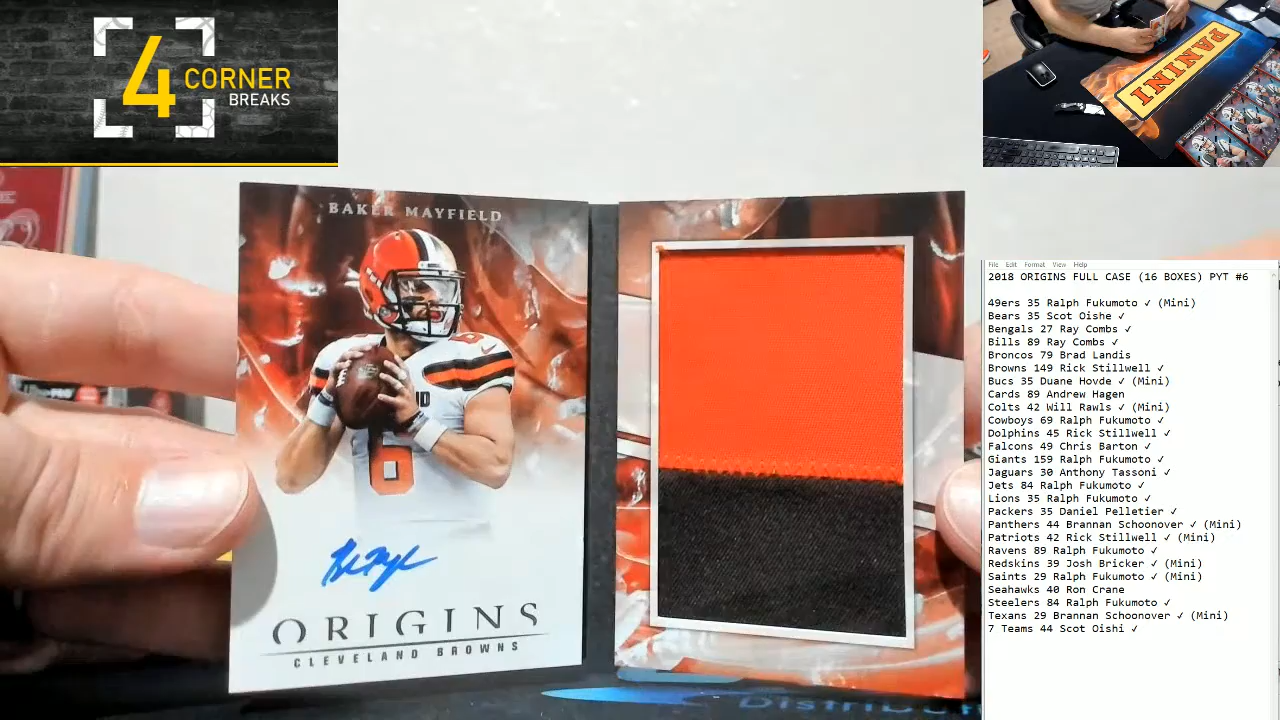 4 CORNER
BREAKS
PANINI
BAKER MAYFIELD
6
ORIGINS
CLEVELAND BROWNS
File Edit Format View Help
2018 ORIGINS FULL CASE (16 BOXES) PYT #6
49ers 35 Ralph Fukumoto ✓ (Mini)
Bears 35 Scot Oishe ✓
Bengals 27 Ray Combs ✓
Bills 89 Ray Combs ✓
Broncos 79 Brad Landis
Browns 149 Rick Stillwell ✓
Bucs 35 Duane Hovde ✓ (Mini)
Cards 89 Andrew Hagen
Colts 42 Will Rawls ✓ (Mini)
Cowboys 69 Ralph Fukumoto ✓
Dolphins 45 Rick Stillwell ✓
Falcons 49 Chris Barton ✓
Giants 159 Ralph Fukumoto ✓
Jaguars 30 Anthony Tassoni ✓
Jets 84 Ralph Fukumoto ✓
Lions 35 Ralph Fukumoto ✓
Packers 35 Daniel Pelletier ✓
Panthers 44 Brannan Schoonover ✓ (Mini)
Patriots 42 Rick Stillwell ✓ (Mini)
Ravens 89 Ralph Fukumoto ✓
Redskins 39 Josh Bricker ✓ (Mini)
Saints 29 Ralph Fukumoto ✓ (Mini)
Seahawks 40 Ron Crane
Steelers 84 Ralph Fukumoto ✓
Texans 29 Brannan Schoonover ✓ (Mini)
7 Teams 44 Scot Oishi ✓